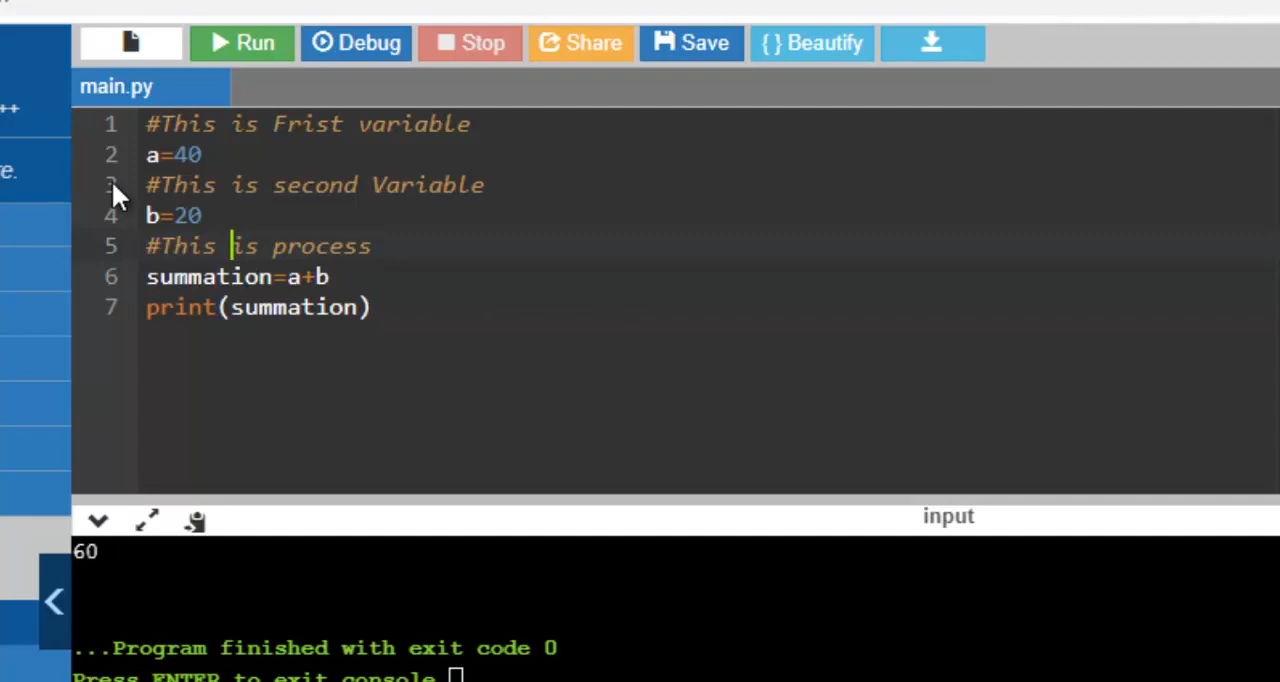 Run Debug Stop Share Save { } Beautify
main.py
++
1 #This is Frist variable
2 a=40
re.
3 #This is second Variable
4 b=20
5 #This is process
6 summation=a+b
7 print(summation)
input
60
...Program finished with exit code 0
Press ENTER to exit console.